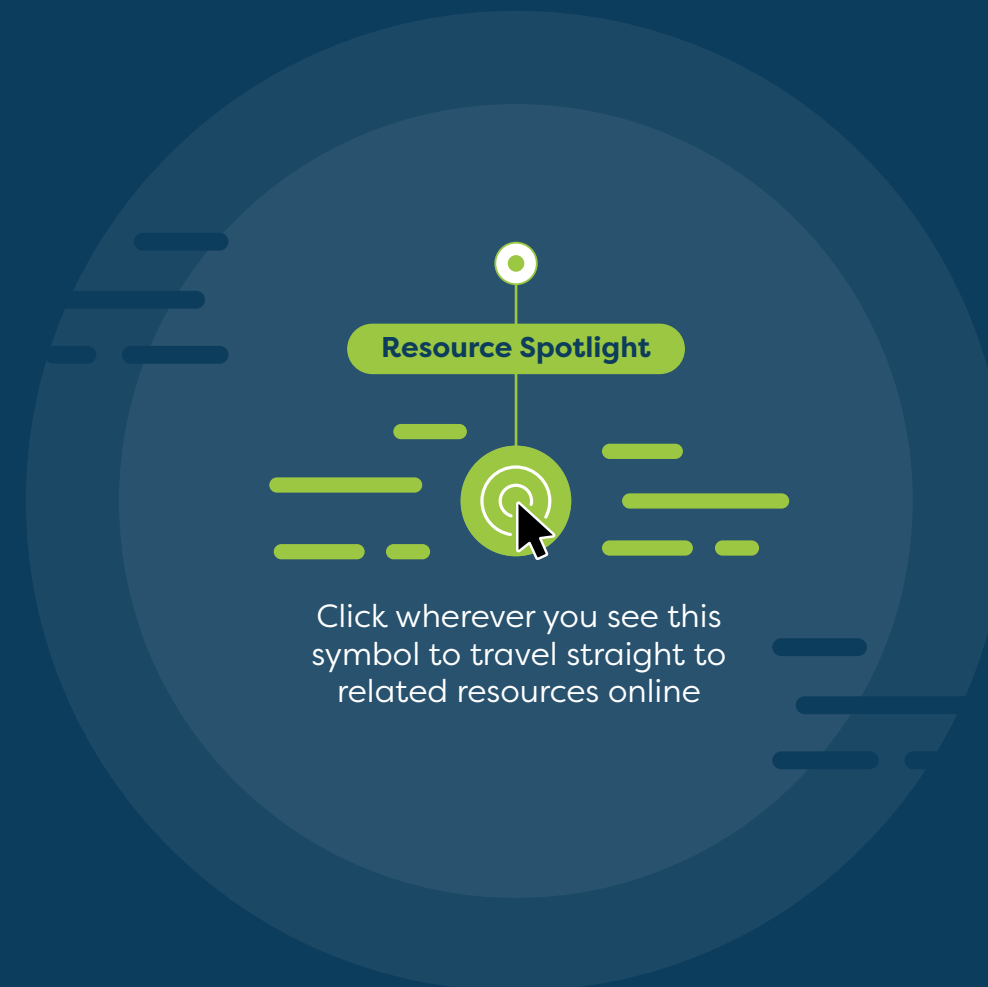 Resource Spotlight
Click wherever you see this
symbol to travel straight to
related resources online